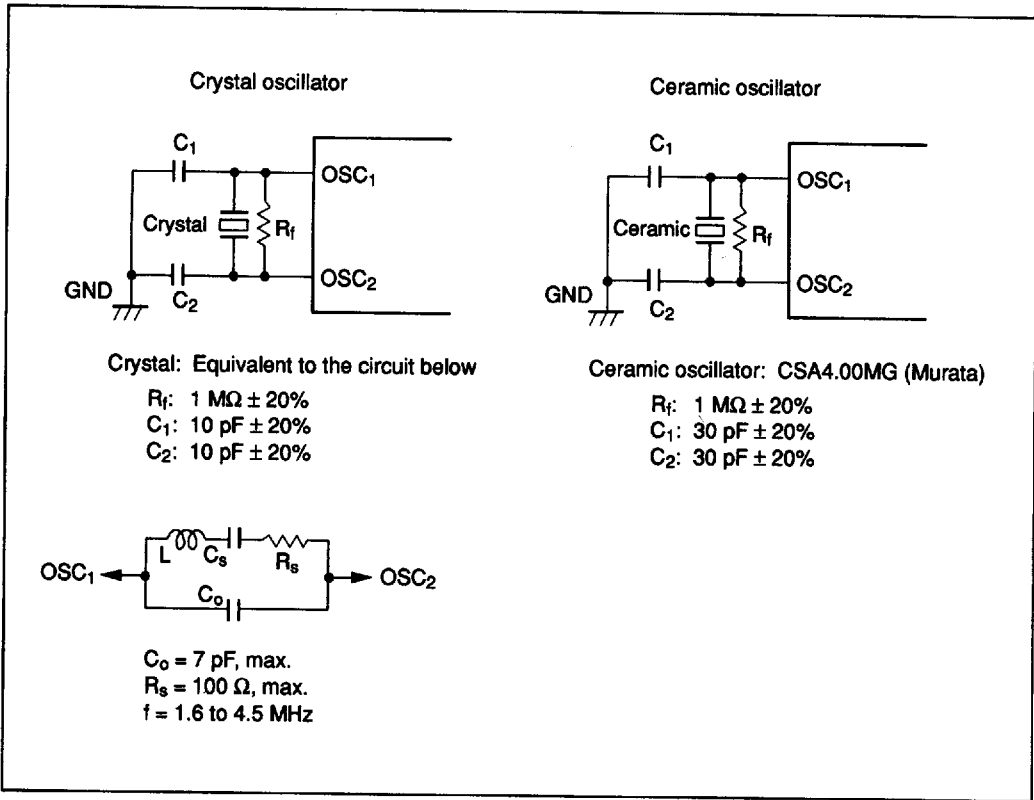 Crystal oscillator
C₁
OSC₁
Crystal
Rf
OSC₂
GND
C₂
Crystal: Equivalent to the circuit below
Rf: 1 MΩ ± 20%
C₁: 10 pF ± 20%
C₂: 10 pF ± 20%
L
Cs
Rs
OSC₁
OSC₂
Co
Co = 7 pF, max.
Rs = 100 Ω, max.
f = 1.6 to 4.5 MHz
Ceramic oscillator
C₁
OSC₁
Ceramic
Rf
OSC₂
GND
C₂
Ceramic oscillator: CSA4.00MG (Murata)
Rf: 1 MΩ ± 20%
C₁: 30 pF ± 20%
C₂: 30 pF ± 20%